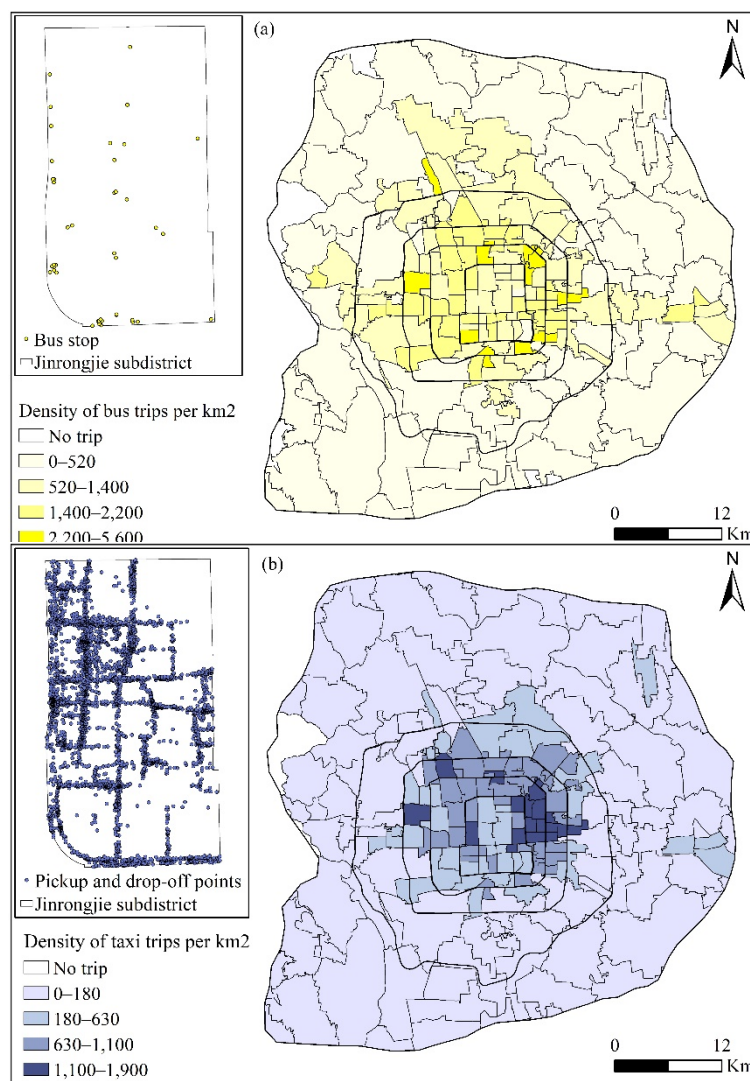 (a)
N
Bus stop
Jinrongjie subdistrict
Density of bus trips per km2
No trip
0–520
520–1,400
1,400–2,200
2,200–5,600
0 12
Km
(b)
N
Pickup and drop-off points
Jinrongjie subdistrict
Density of taxi trips per km2
No trip
0–180
180–630
630–1,100
1,100–1,900
0 12
Km